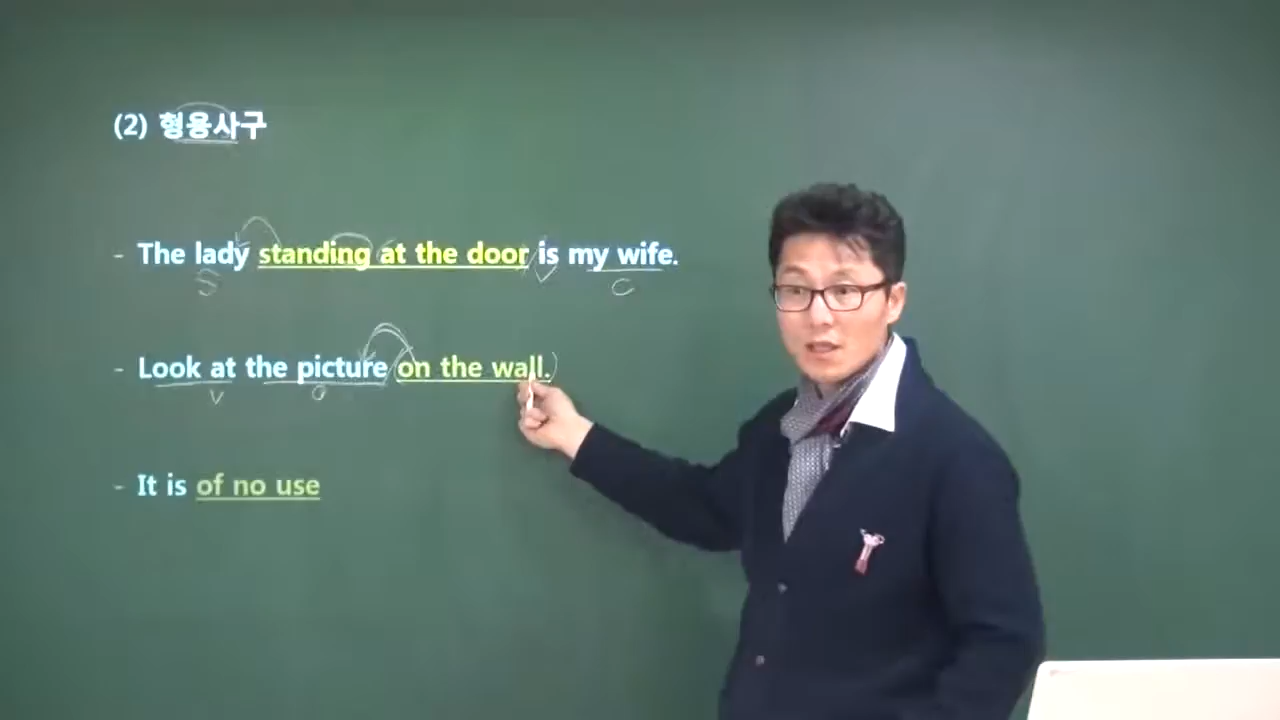 (2) 형용사구
- The lady standing at the door is my wife.
S V C
- Look at the picture on the wall.)
V O
- It is of no use